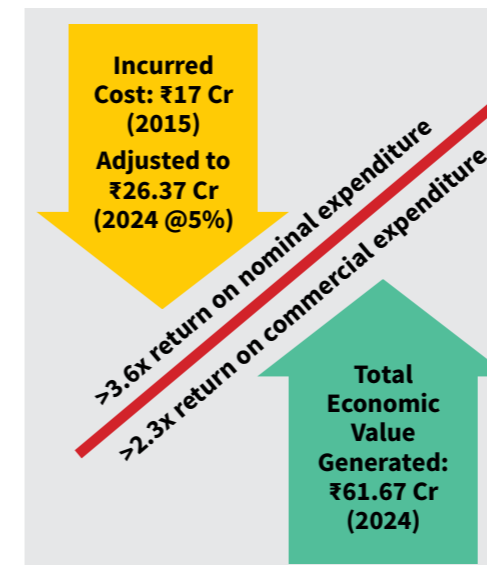 Incurred
Cost: ₹17 Cr
(2015)
Adjusted to
₹26.37 Cr
(2024 @5%)
>3.6x return on nominal expenditure
>2.3x return on commercial expenditure
Total
Economic
Value
Generated:
₹61.67 Cr
(2024)